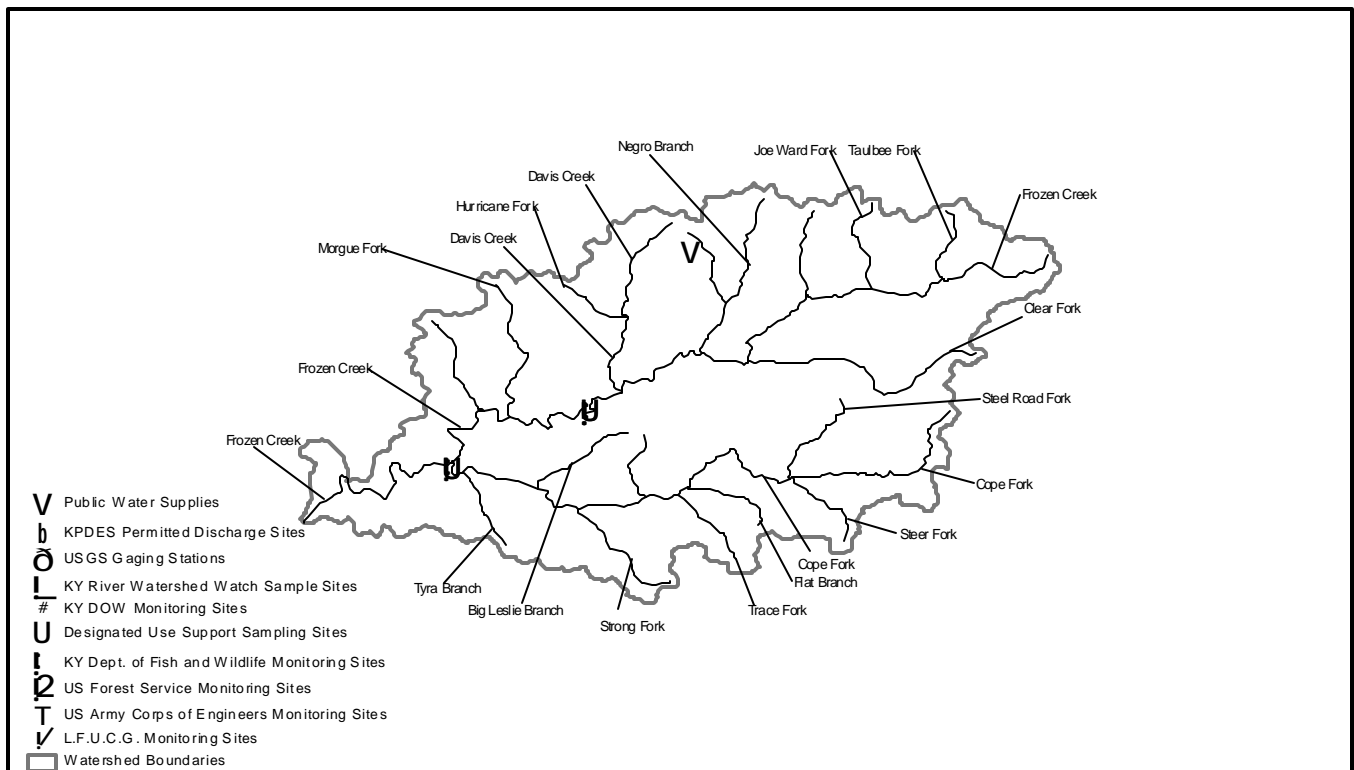 Negro Branch
Joe Ward Fork
Taulbee Fork
Davis Creek
Frozen Creek
Hurricane Fork
Davis Creek
Morgue Fork
Clear Fork
Frozen Creek
Steel Road Fork
Frozen Creek
Cope Fork
Steer Fork
Cope Fork
Flat Branch
Tyra Branch
Big Leslie Branch
Trace Fork
Strong Fork
V
U
U
V Public Water Supplies
KPDES Permitted Discharge Sites
USGS Gaging Stations
KY River Watershed Watch Sample Sites
# KY DOW Monitoring Sites
U Designated Use Support Sampling Sites
KY Dept. of Fish and Wildlife Monitoring Sites
US Forest Service Monitoring Sites
T US Army Corps of Engineers Monitoring Sites
L.F.U.C.G. Monitoring Sites
Watershed Boundaries